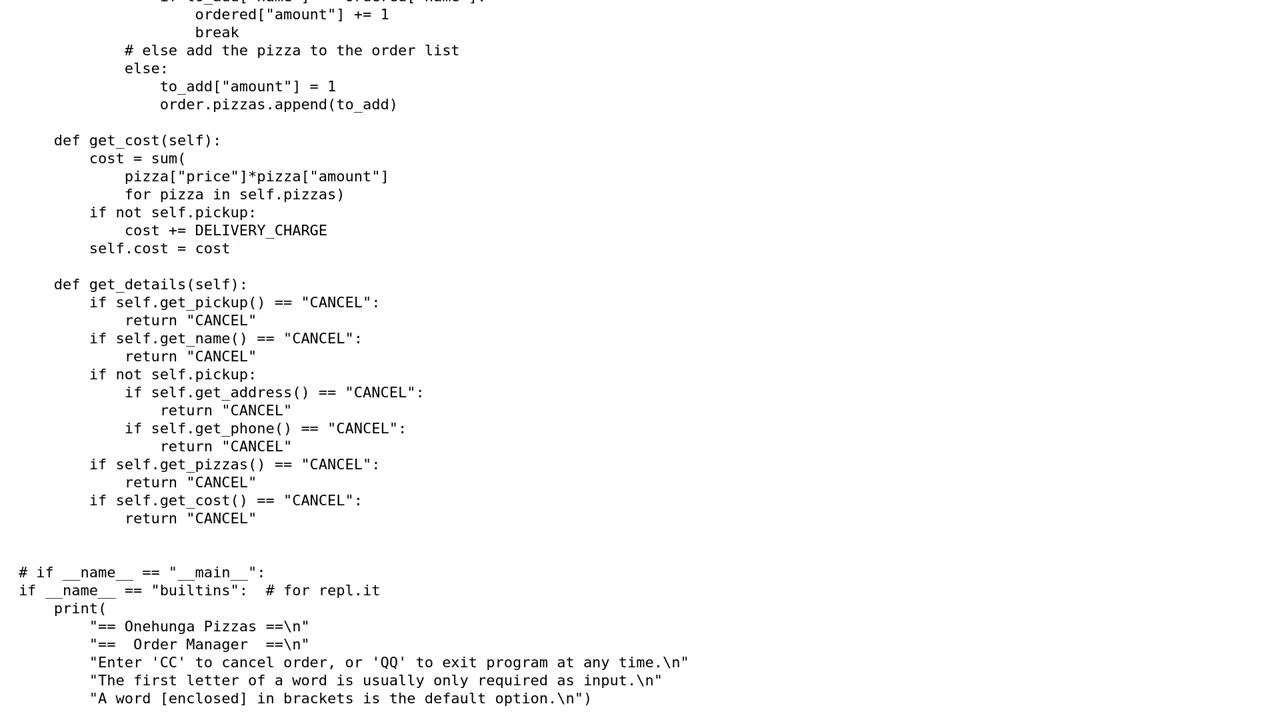 ordered["amount"] += 1
                        break
                # else add the pizza to the order list
                else:
                    to_add["amount"] = 1
                    order.pizzas.append(to_add)

        def get_cost(self):
            cost = sum(
                pizza["price"]*pizza["amount"]
                for pizza in self.pizzas)
            if not self.pickup:
                cost += DELIVERY_CHARGE
            self.cost = cost

        def get_details(self):
            if self.get_pickup() == "CANCEL":
                return "CANCEL"
            if self.get_name() == "CANCEL":
                return "CANCEL"
            if not self.pickup:
                if self.get_address() == "CANCEL":
                    return "CANCEL"
                if self.get_phone() == "CANCEL":
                    return "CANCEL"
            if self.get_pizzas() == "CANCEL":
                return "CANCEL"
            if self.get_cost() == "CANCEL":
                return "CANCEL"


    # if __name__ == "__main__":
    if __name__ == "builtins":  # for repl.it
        print(
            "== Onehunga Pizzas ==\n"
            "==  Order Manager  ==\n"
            "Enter 'CC' to cancel order, or 'QQ' to exit program at any time.\n"
            "The first letter of a word is usually only required as input.\n"
            "A word [enclosed] in brackets is the default option.\n")